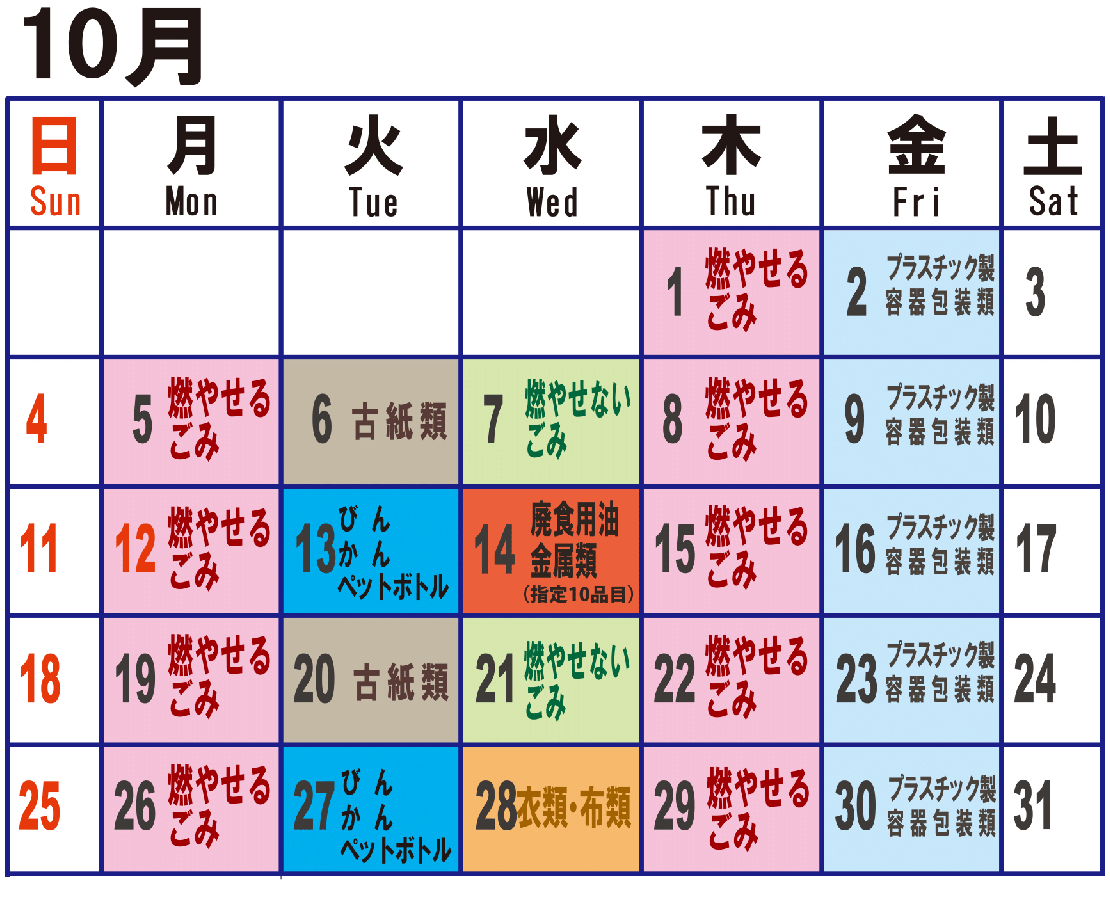 10月
日 月 火 水 木 金 土
Sun Mon Tue Wed Thu Fri Sat
1 燃やせる
ごみ
2 プラスチック製
容器包装類
3
4
5 燃やせる
ごみ
6 古紙類
7 燃やせない
ごみ
8 燃やせる
ごみ
9 プラスチック製
容器包装類
10
11
12 燃やせる
ごみ
13 びん
かん
ペットボトル
14 廃食用油
金属類
(指定10品目)
15 燃やせる
ごみ
16 プラスチック製
容器包装類
17
18
19 燃やせる
ごみ
20 古紙類
21 燃やせない
ごみ
22 燃やせる
ごみ
23 プラスチック製
容器包装類
24
25
26 燃やせる
ごみ
27 びん
かん
ペットボトル
28 衣類・布類
29 燃やせる
ごみ
30 プラスチック製
容器包装類
31